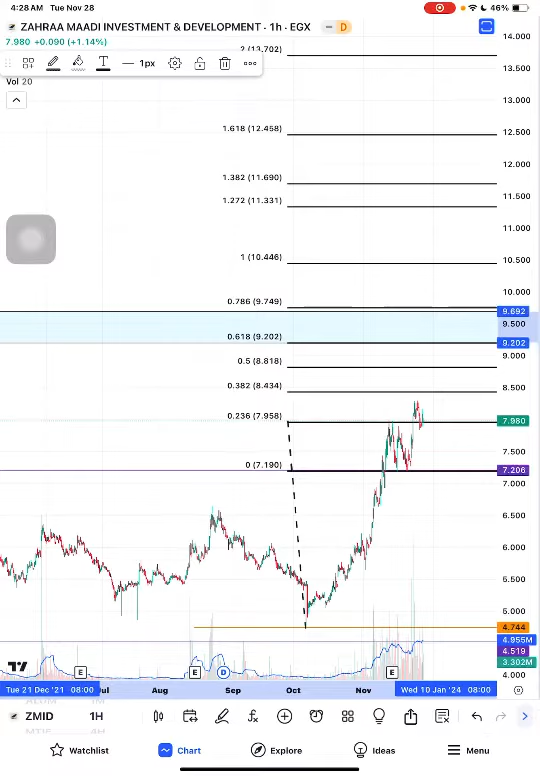 4:28 AM Tue Nov 28
46%
ZAHRAA MAADI INVESTMENT & DEVELOPMENT · 1h · EGX
D
7.980 +0.090 (+1.14%)
2 (13.702)
T
1px
Vol 20
14.000
13.500
13.000
1.618 (12.458)
12.500
12.000
1.382 (11.690)
11.500
1.272 (11.331)
11.000
1 (10.446)
10.500
10.000
0.786 (9.749)
9.692
9.500
0.618 (9.202)
9.202
9.000
0.5 (8.818)
8.500
0.382 (8.434)
0.236 (7.958)
7.980
7.500
0 (7.190)
7.206
7.000
6.500
6.000
5.500
5.000
4.744
4.955M
4.519
3.302M
4.000
E
E
D
E
Tue 21 Dec '21 08:00
Aug
Sep
Oct
Nov
Wed 10 Jan '24 08:00
ZMID
1H
Watchlist
Chart
Explore
Ideas
Menu